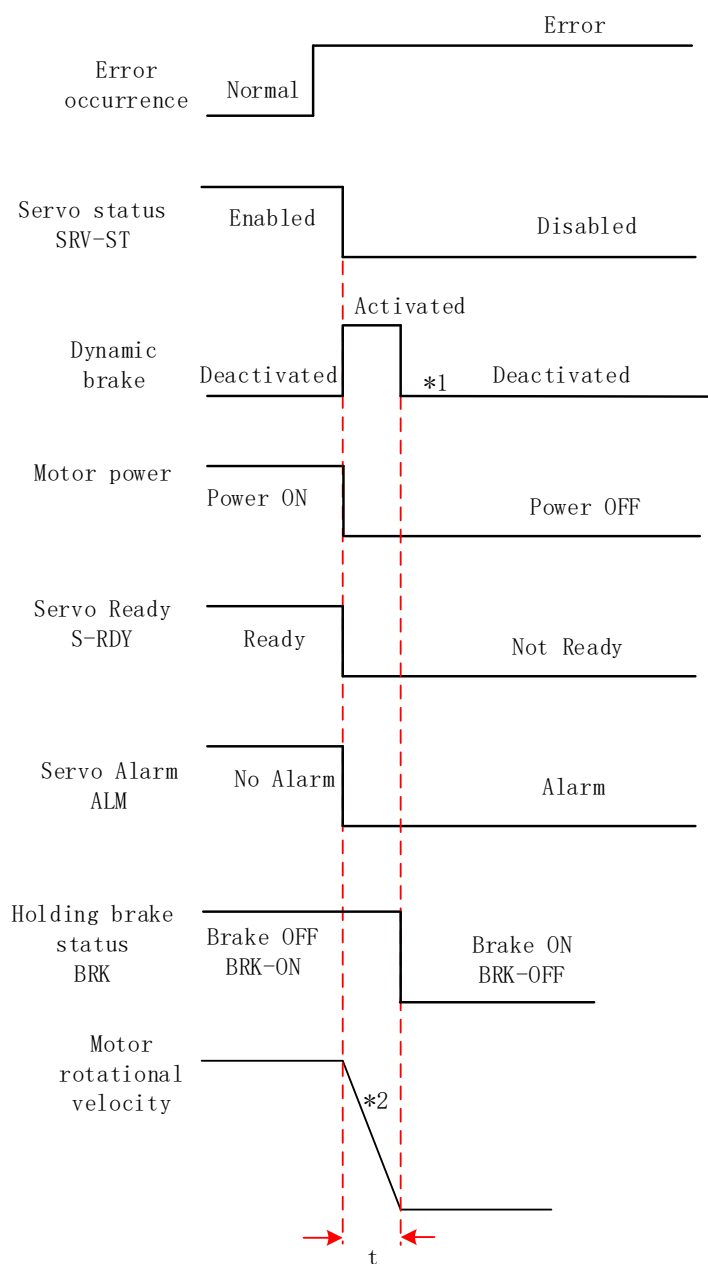 Error
Error
occurrence
Normal
Servo status
SRV-ST
Enabled
Disabled
Activated
Dynamic
brake
Deactivated
*1
Deactivated
Motor power
Power ON
Power OFF
Servo Ready
S-RDY
Ready
Not Ready
Servo Alarm
ALM
No Alarm
Alarm
Holding brake
status
BRK
Brake OFF
BRK-ON
Brake ON
BRK-OFF
Motor
rotational
velocity
*2
t